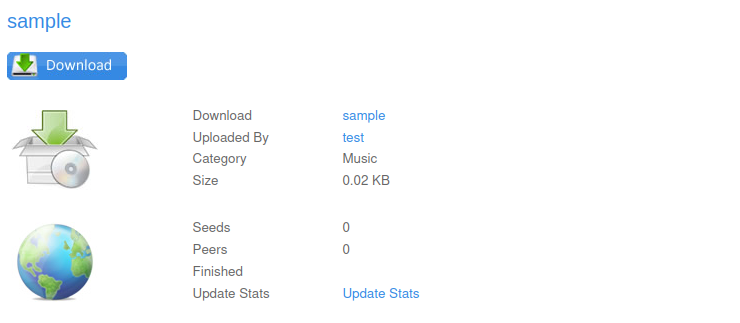 sample
Download
Download sample
Uploaded By test
Category Music
Size 0.02 KB
Seeds 0
Peers 0
Finished
Update Stats Update Stats